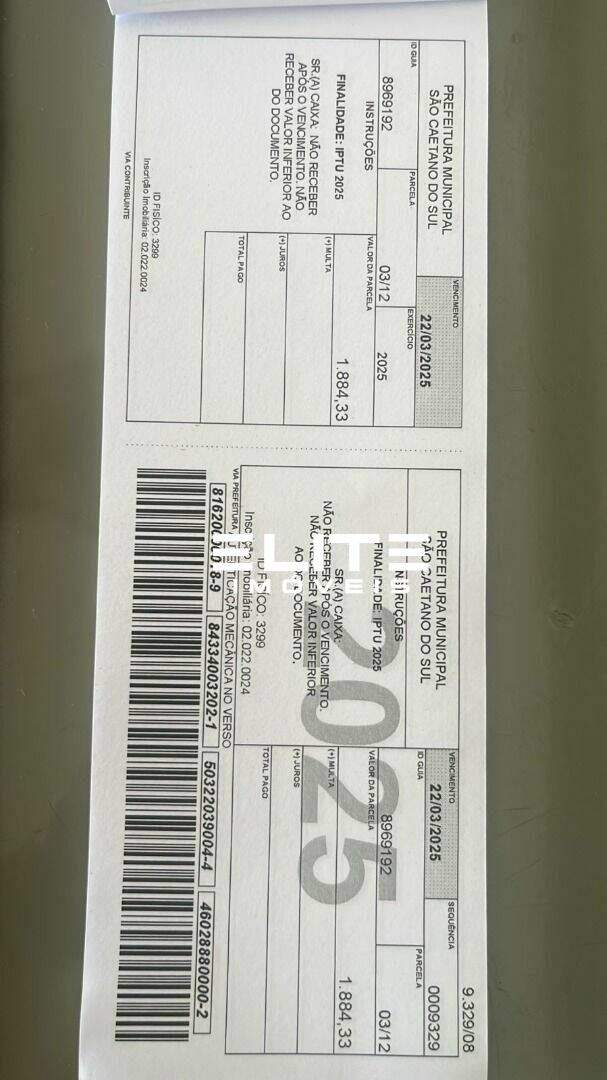 PREFEITURA MUNICIPAL
SÃO CAETANO DO SUL
VENCIMENTO
22/03/2025
ID GUIA
8969192
PARCELA
03/12
EXERCÍCIO
2025
INSTRUÇÕES
FINALIDADE: IPTU 2025
SR.(A) CAIXA: NÃO RECEBER
APÓS O VENCIMENTO. NÃO
RECEBER VALOR INFERIOR AO
DO DOCUMENTO.
VALOR DA PARCELA
1.884,33
(+) MULTA
(+) JUROS
TOTAL PAGO
ID FISÍCO: 3299
Inscrição Imobiliária: 02.022.0024
VIA CONTRIBUINTE
9.329/08
PREFEITURA MUNICIPAL
SÃO CAETANO DO SUL
VENCIMENTO
22/03/2025
SEQUÊNCIA
0009329
ID GUIA
8969192
PARCELA
03/12
INSTRUÇÕES
FINALIDADE: IPTU 2025
SR.(A) CAIXA:
NÃO RECEBER APÓS O VENCIMENTO.
NÃO RECEBER VALOR INFERIOR
AO DOCUMENTO.
VALOR DA PARCELA
1.884,33
(+) MULTA
(+) JUROS
TOTAL PAGO
2025
ID FISÍCO: 3299
Inscrição Imobiliária: 02.022.0024
VIA PREFEITURA
AUTENTICAÇÃO MECÂNICA NO VERSO
84334003202-1 50322039004-4 46028880000-2
ELITE
IMÓVEIS